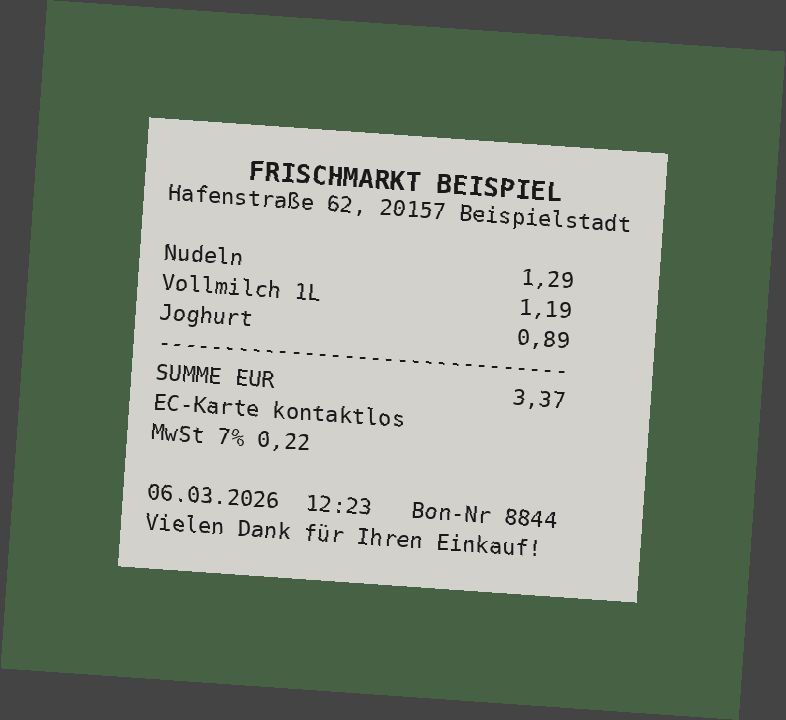 FRISCHMARKT BEISPIEL
Hafenstraße 62, 20157 Beispielstadt
Nudeln 1,29
Vollmilch 1L 1,19
Joghurt 0,89
-------------------------------
SUMME EUR 3,37
EC-Karte kontaktlos
MwSt 7% 0,22
06.03.2026 12:23 Bon-Nr 8844
Vielen Dank für Ihren Einkauf!